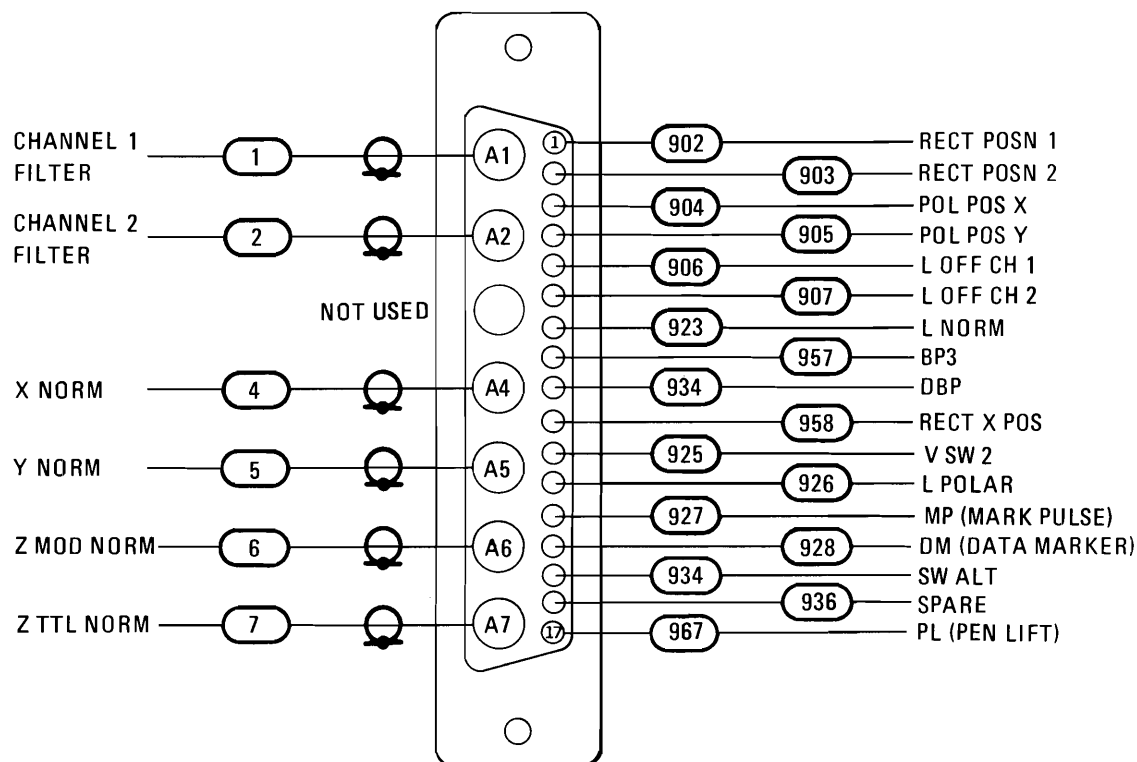 CHANNEL 1
FILTER
1
A1
CHANNEL 2
FILTER
2
A2
NOT USED
X NORM
4
A4
Y NORM
5
A5
Z MOD NORM
6
A6
Z TTL NORM
7
A7
1
902
RECT POSN 1
903
RECT POSN 2
904
POL POS X
905
POL POS Y
906
L OFF CH 1
907
L OFF CH 2
923
L NORM
957
BP3
934
DBP
958
RECT X POS
925
V SW 2
926
L POLAR
927
MP (MARK PULSE)
928
DM (DATA MARKER)
934
SW ALT
936
SPARE
17
967
PL (PEN LIFT)